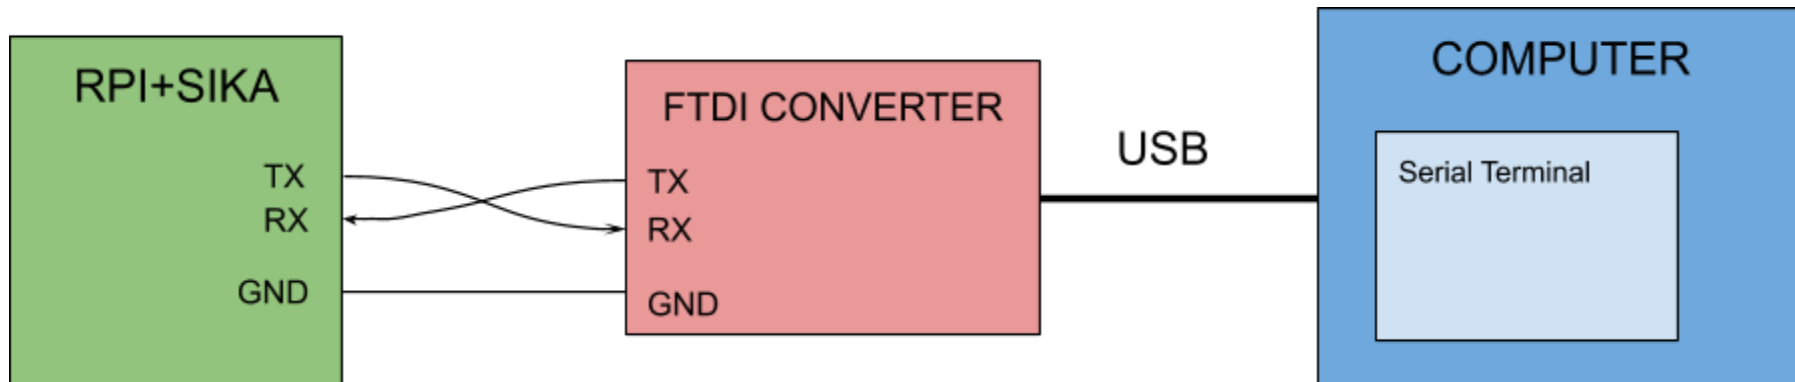 RPI+SIKA
TX
RX
GND
FTDI CONVERTER
TX
RX
GND
USB
COMPUTER
Serial Terminal